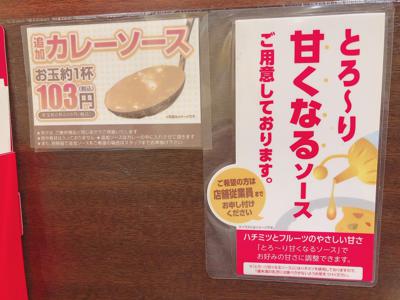 追加
カレーソース
お玉約1杯
103円
(税込)
とろ〜り
甘くなるソース
ご用意しております。
ご希望の方は
店舗従業員まで
お申し付け
ください
ハチミツとフルーツのやさしい甘さ
「とろ〜り甘くなるソース」で
お好みの甘さに調整できます。